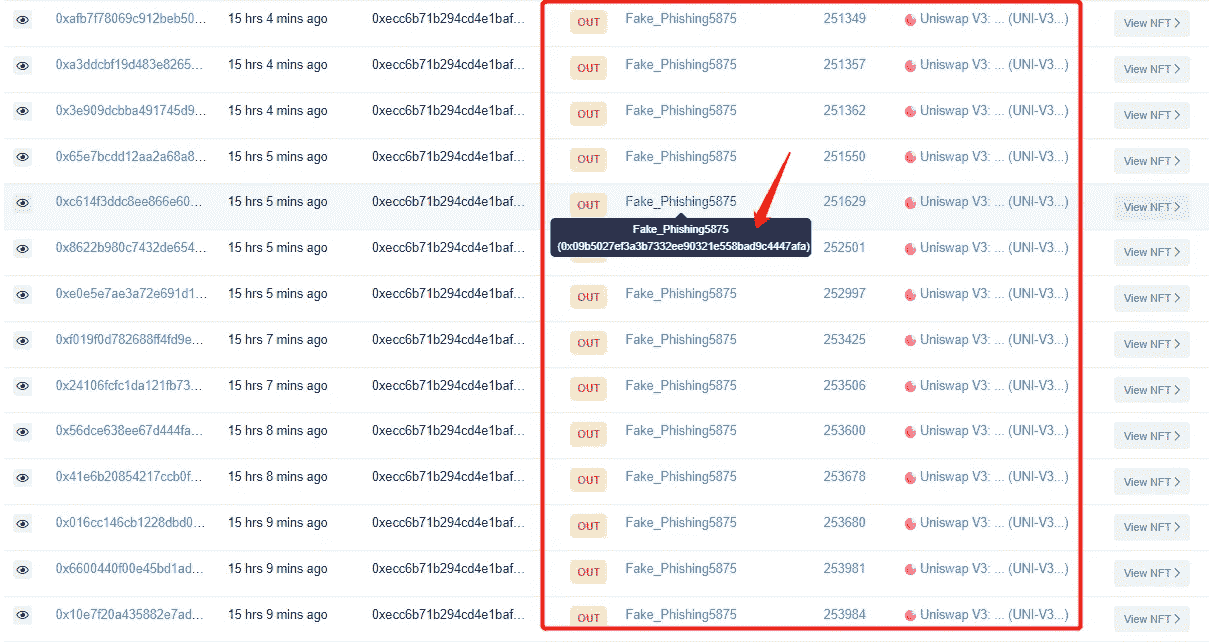 0xafb7f78069c912beb50... 15 hrs 4 mins ago 0xecc6b71b294cd4e1baf... OUT Fake_Phishing5875 251349 Uniswap V3: ... (UNI-V3...) View NFT >
0xa3ddcbf19d483e8265... 15 hrs 4 mins ago 0xecc6b71b294cd4e1baf... OUT Fake_Phishing5875 251357 Uniswap V3: ... (UNI-V3...) View NFT >
0x3e909dcbba491745d9... 15 hrs 4 mins ago 0xecc6b71b294cd4e1baf... OUT Fake_Phishing5875 251362 Uniswap V3: ... (UNI-V3...) View NFT >
0x65e7bcdd12aa2a68a8... 15 hrs 5 mins ago 0xecc6b71b294cd4e1baf... OUT Fake_Phishing5875 251550 Uniswap V3: ... (UNI-V3...) View NFT >
0xc614f3ddc8ee866e60... 15 hrs 5 mins ago 0xecc6b71b294cd4e1baf... OUT Fake_Phishing5875 251629 Uniswap V3: ... (UNI-V3...) View NFT >
Fake_Phishing5875
(0x09b5027ef3a3b7332ee90321e558bad9c4447afa)
0x8622b980c7432de654... 15 hrs 5 mins ago 0xecc6b71b294cd4e1baf... 252501 Uniswap V3: ... (UNI-V3...) View NFT >
0xe0e5e7ae3a72e691d1... 15 hrs 5 mins ago 0xecc6b71b294cd4e1baf... OUT Fake_Phishing5875 252997 Uniswap V3: ... (UNI-V3...) View NFT >
0xf019f0d782688ff4fd9e... 15 hrs 7 mins ago 0xecc6b71b294cd4e1baf... OUT Fake_Phishing5875 253425 Uniswap V3: ... (UNI-V3...) View NFT >
0x24106fcfc1da121fb73... 15 hrs 7 mins ago 0xecc6b71b294cd4e1baf... OUT Fake_Phishing5875 253506 Uniswap V3: ... (UNI-V3...) View NFT >
0x56dce638ee67d444fa... 15 hrs 8 mins ago 0xecc6b71b294cd4e1baf... OUT Fake_Phishing5875 253600 Uniswap V3: ... (UNI-V3...) View NFT >
0x41e6b20854217ccb0f... 15 hrs 8 mins ago 0xecc6b71b294cd4e1baf... OUT Fake_Phishing5875 253678 Uniswap V3: ... (UNI-V3...) View NFT >
0x016cc146cb1228dbd0... 15 hrs 9 mins ago 0xecc6b71b294cd4e1baf... OUT Fake_Phishing5875 253680 Uniswap V3: ... (UNI-V3...) View NFT >
0x6600440f00e45bd1ad... 15 hrs 9 mins ago 0xecc6b71b294cd4e1baf... OUT Fake_Phishing5875 253981 Uniswap V3: ... (UNI-V3...) View NFT >
0x10e7f20a435882e7ad... 15 hrs 9 mins ago 0xecc6b71b294cd4e1baf... OUT Fake_Phishing5875 253984 Uniswap V3: ... (UNI-V3...) View NFT >